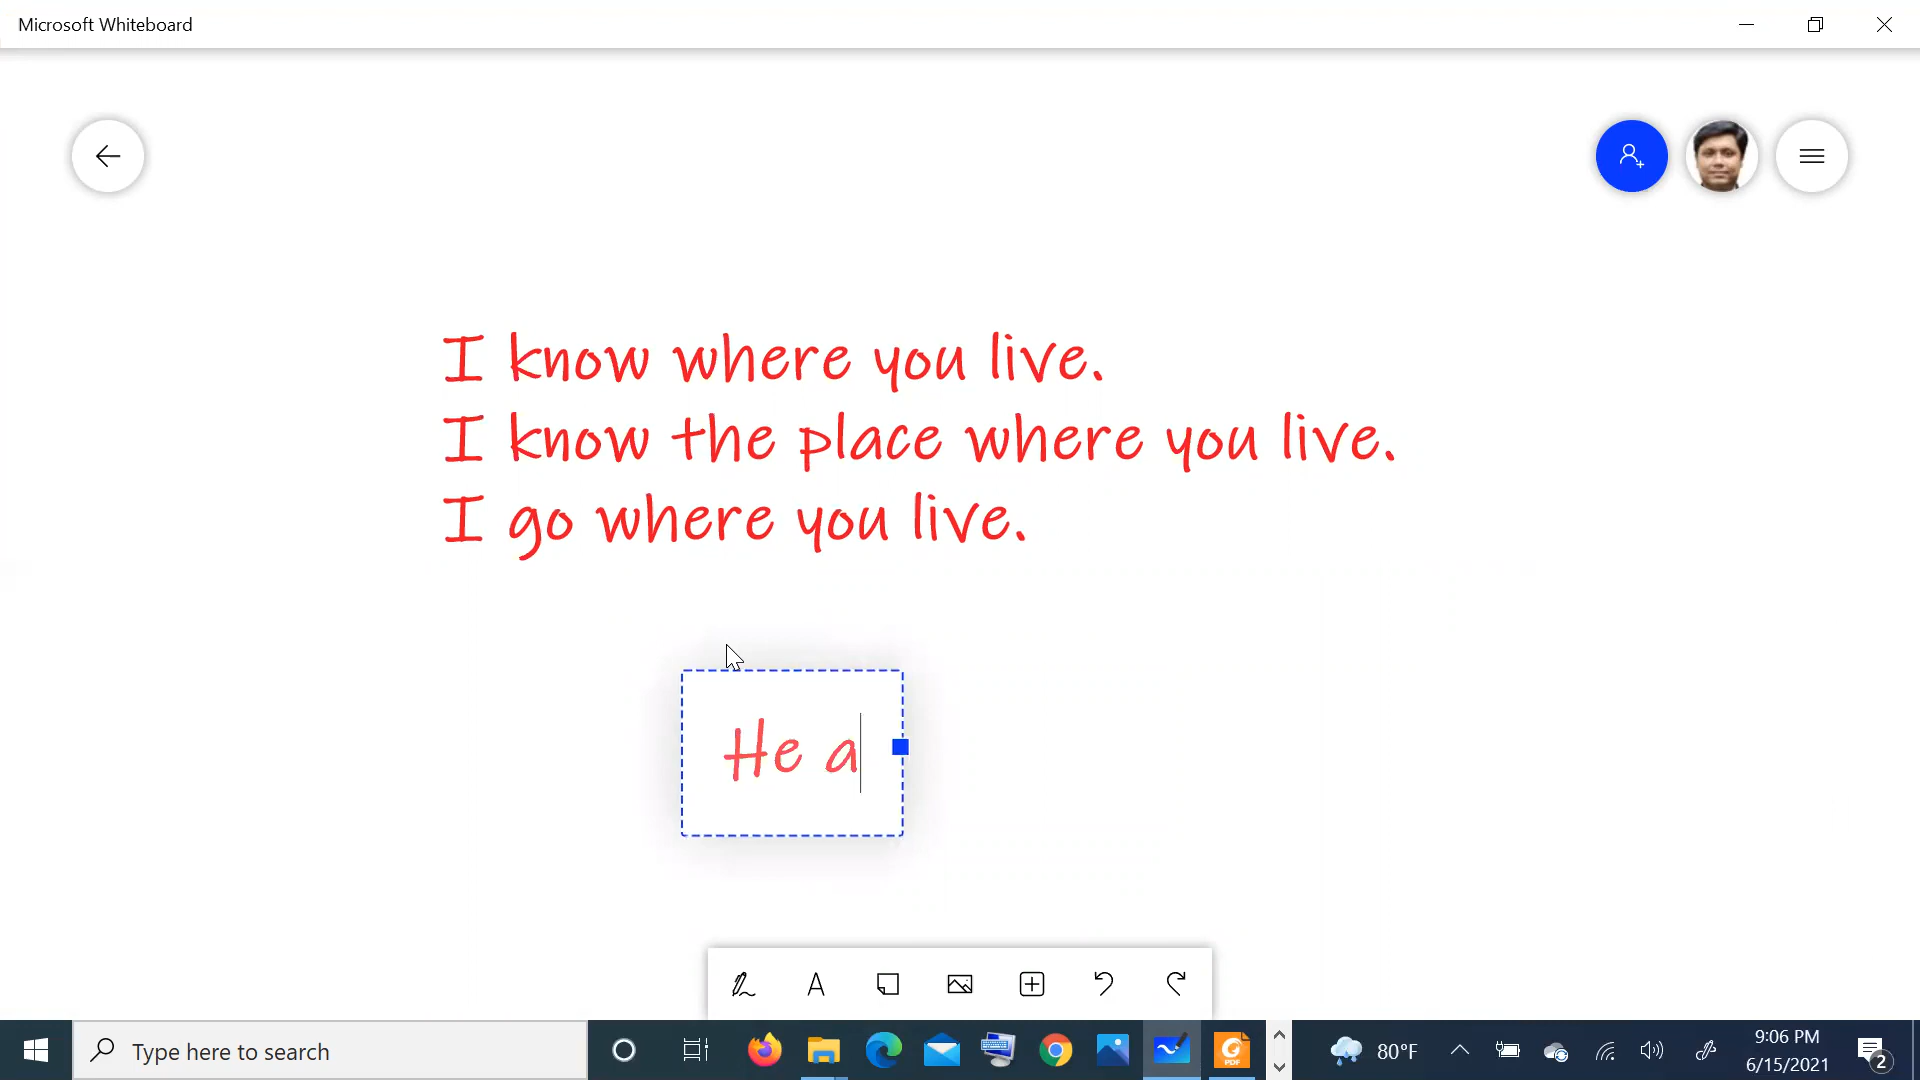 Microsoft Whiteboard
I know where you live.
I know the place where you live.
I go where you live.
He a
A
Type here to search
PDF
80°F
9:06 PM
6/15/2021
2